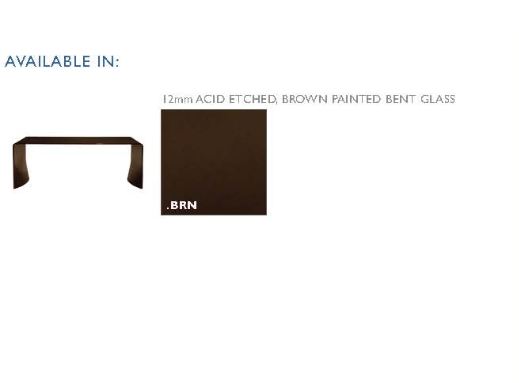 AVAILABLE IN:
12mm ACID ETCHED, BROWN PAINTED BENT GLASS
.BRN